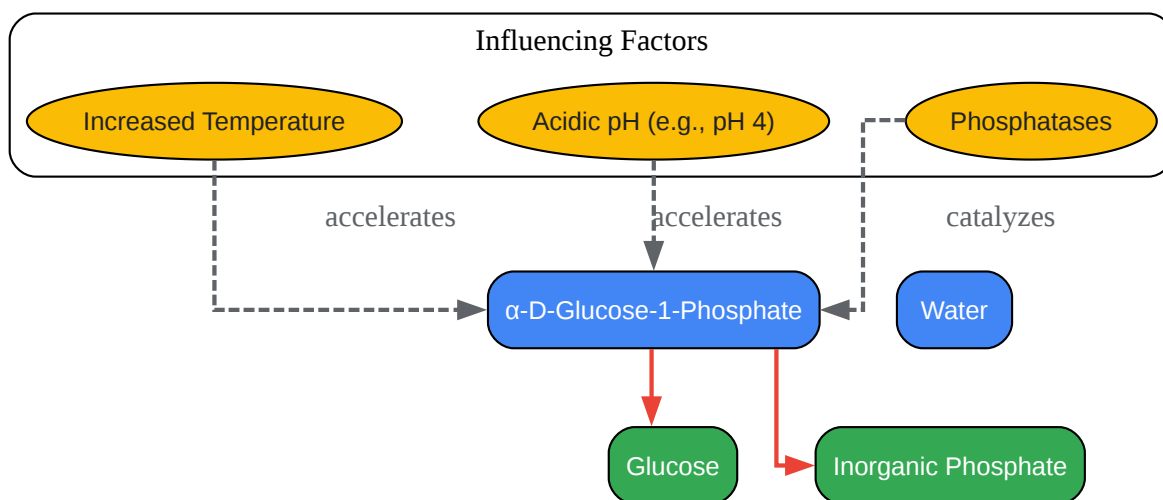 Influencing Factors
Increased Temperature
Acidic pH (e.g., pH 4)
Phosphatases
accelerates
accelerates
catalyzes
α-D-Glucose-1-Phosphate
Water
Glucose
Inorganic Phosphate